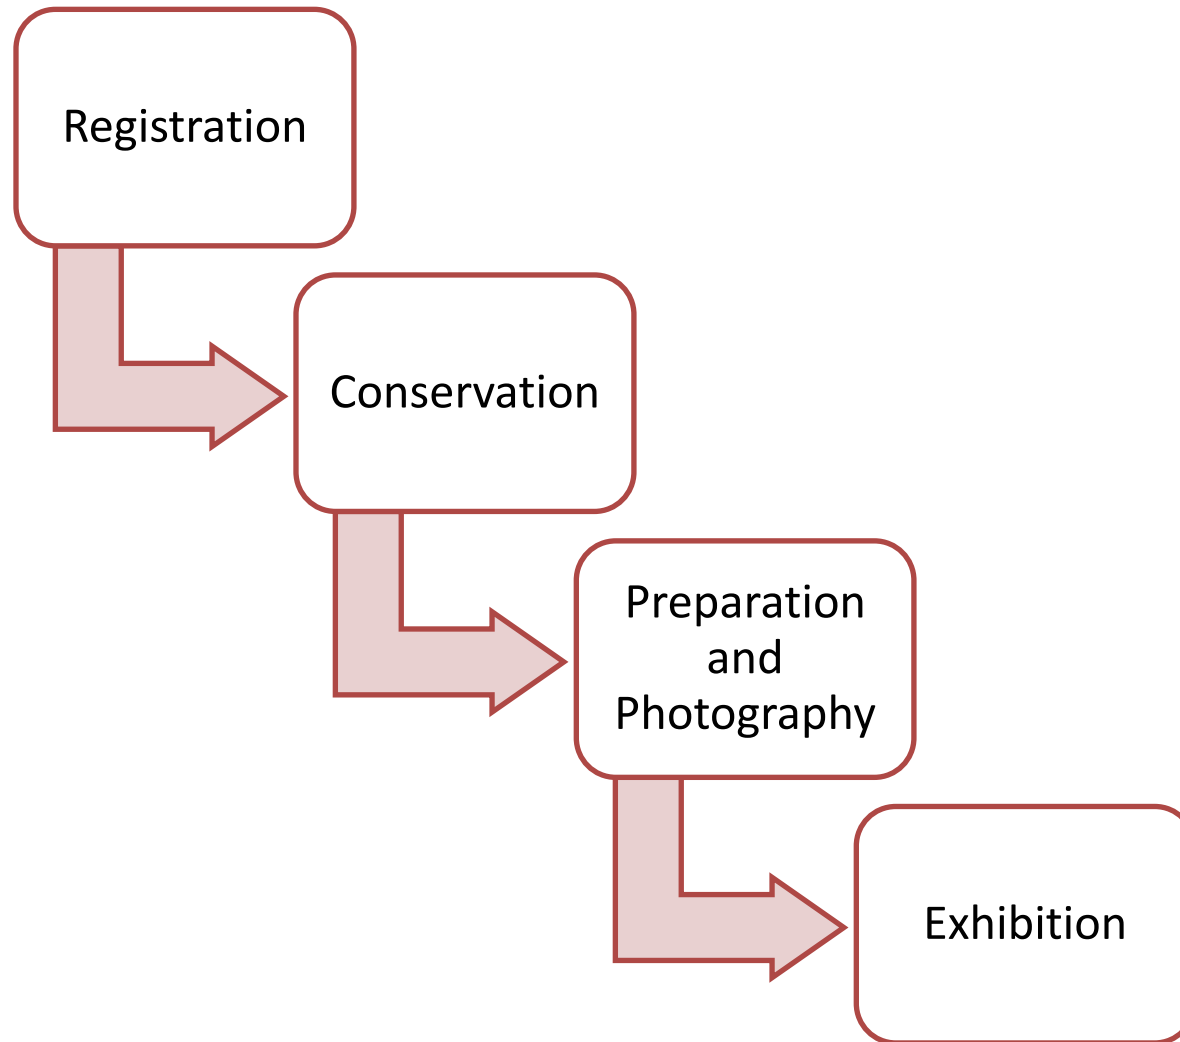 Registration
Conservation
Preparation
and
Photography
Exhibition